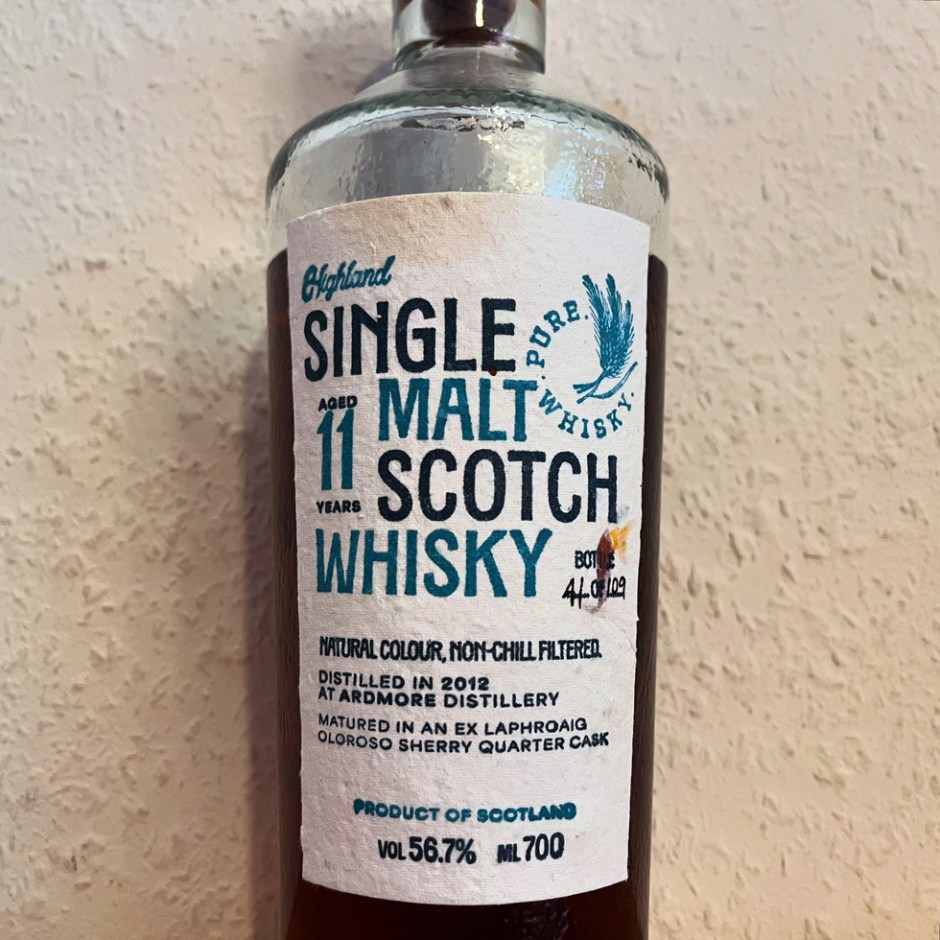 Highland
SINGLE
MALT
SCOTCH
WHISKY
AGED
11
YEARS
PURE. WHISKY.
BOTTLE
41. OF 109
NATURAL COLOUR, NON-CHILL FILTERED.
DISTILLED IN 2012
AT ARDMORE DISTILLERY
MATURED IN AN EX LAPHROAIG
OLOROSO SHERRY QUARTER CASK
PRODUCT OF SCOTLAND
VOL 56.7% ML 700